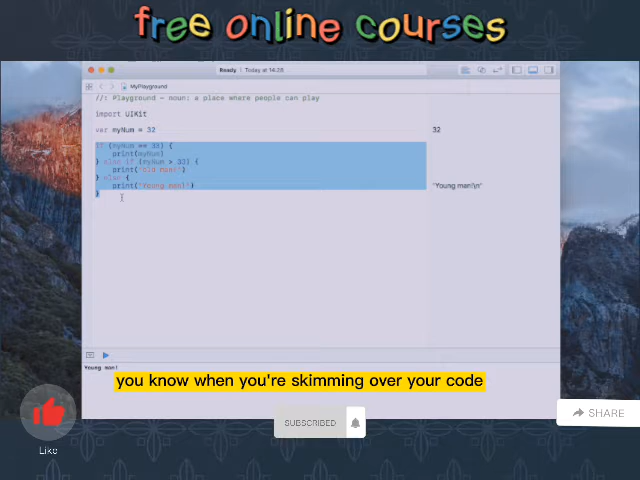 free online courses
Ready | Today at 14:28
MyPlayground
//: Playground - noun: a place where people can play
import UIKit
var myNum = 32
32
if (myNum == 33) {
print(myNum)
} else if (myNum > 33) {
print("Old man!")
} else {
print("Young man!")
"Young man!\n"
}
Young man!
you know when you're skimming over your code
SUBSCRIBED
SHARE
Like